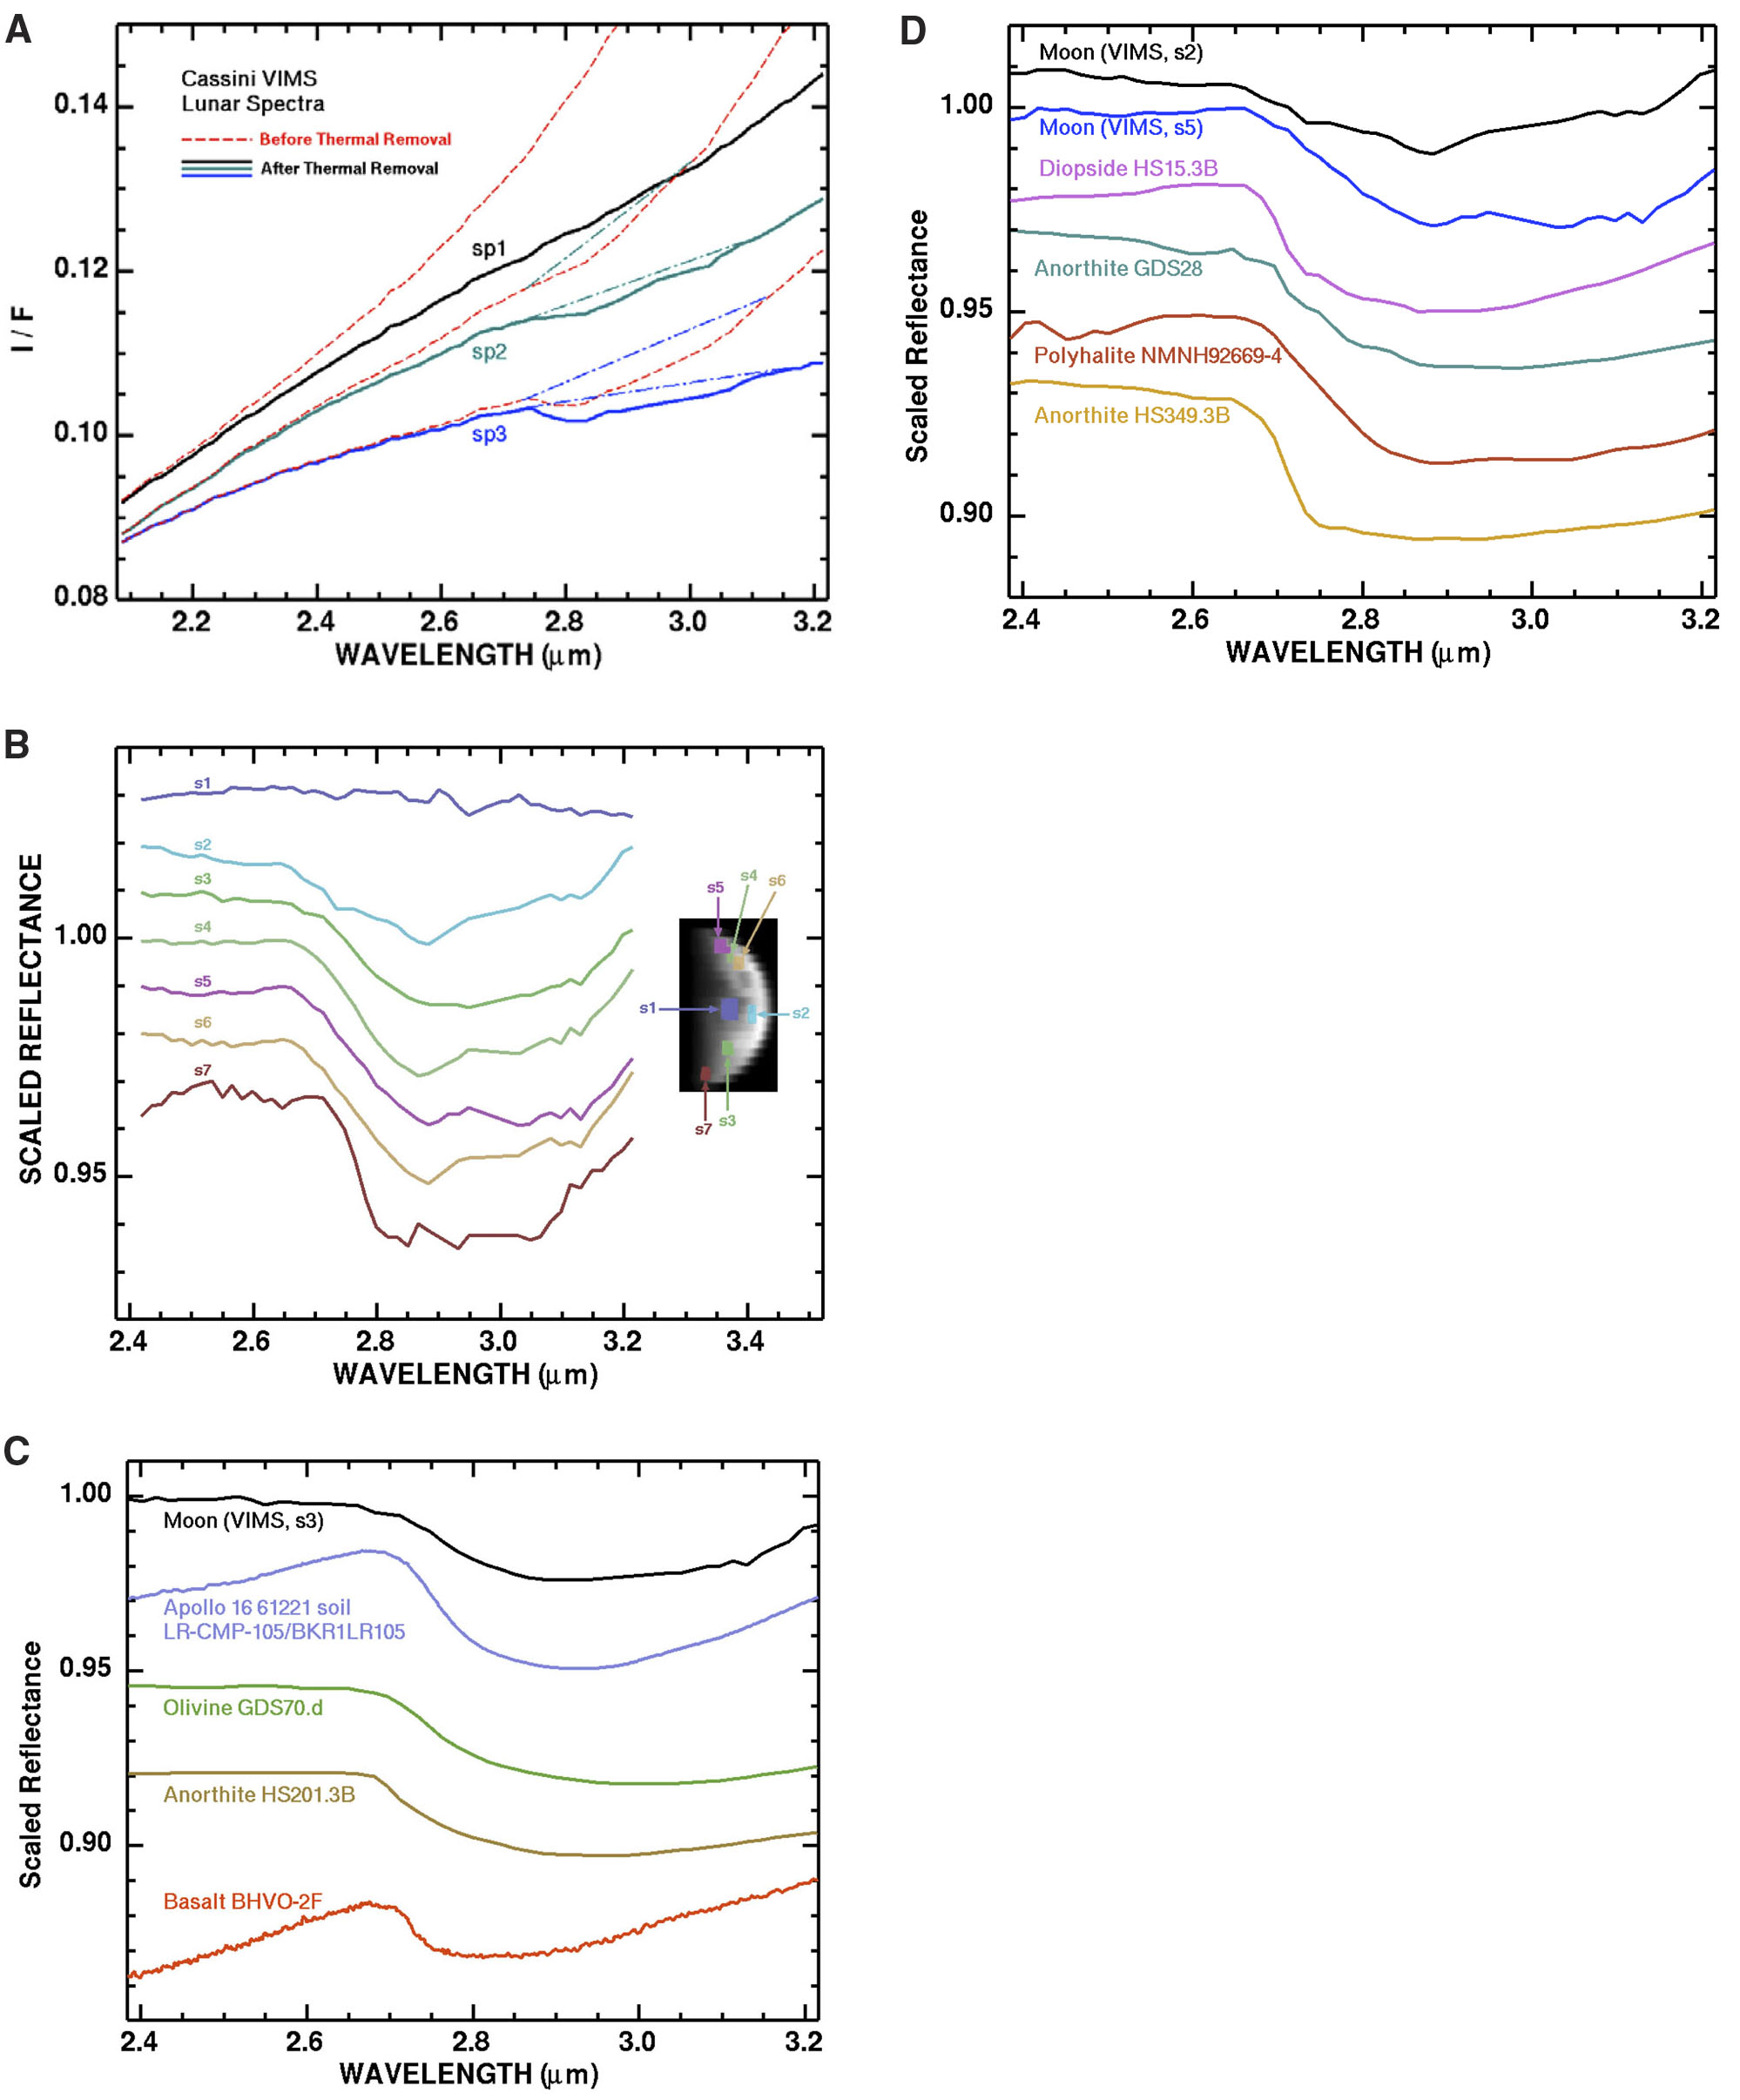 A
Cassini VIMS
Lunar Spectra
Before Thermal Removal
After Thermal Removal
sp1
sp2
sp3
I / F
0.14
0.12
0.10
0.08
2.2 2.4 2.6 2.8 3.0 3.2
WAVELENGTH (μm)
D
Moon (VIMS, s2)
Moon (VIMS, s5)
Diopside HS15.3B
Anorthite GDS28
Polyhalite NMNH92669-4
Anorthite HS349.3B
Scaled Reflectance
1.00
0.95
0.90
2.4 2.6 2.8 3.0 3.2
WAVELENGTH (μm)
B
s1
s2
s3
s4
s5
s6
s7
SCALED REFLECTANCE
1.00
0.95
s5 s4 s6
s1 s2
s7 s3
2.4 2.6 2.8 3.0 3.2 3.4
WAVELENGTH (μm)
C
Moon (VIMS, s3)
Apollo 16 61221 soil
LR-CMP-105/BKR1LR105
Olivine GDS70.d
Anorthite HS201.3B
Basalt BHVO-2F
Scaled Reflectance
1.00
0.95
0.90
2.4 2.6 2.8 3.0 3.2
WAVELENGTH (μm)